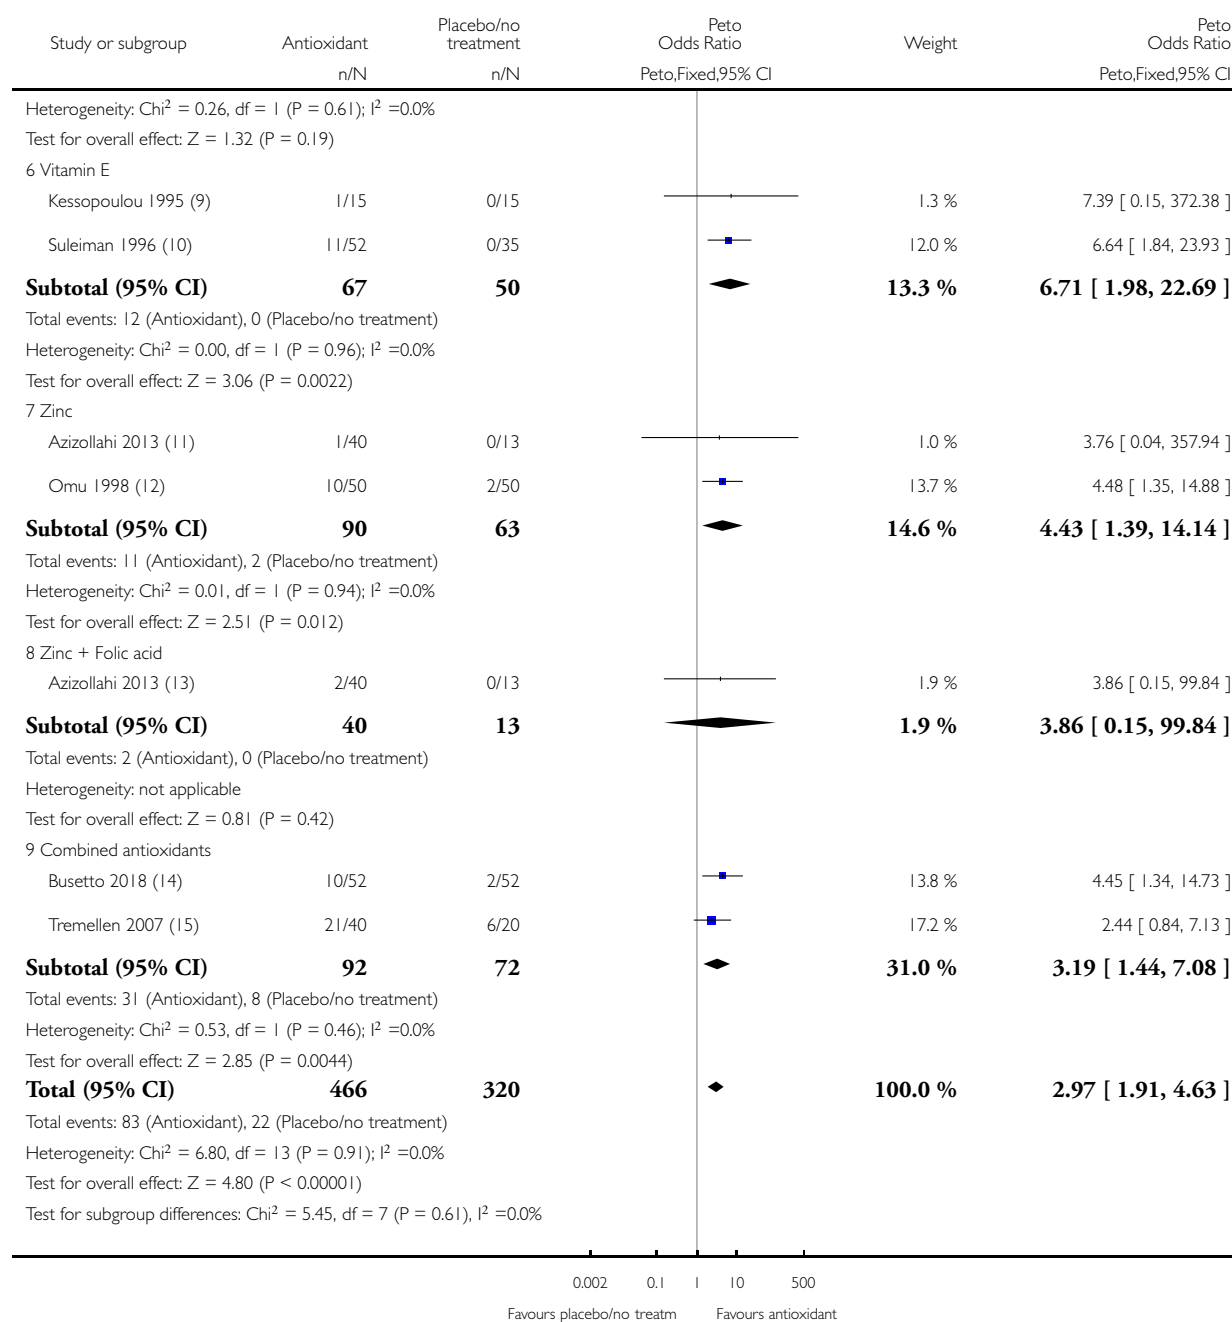 Study or subgroup Antioxidant Placebo/no treatment Peto Odds Ratio Weight Peto Odds Ratio
n/N n/N Peto,Fixed,95% CI Peto,Fixed,95% CI
Heterogeneity: Chi² = 0.26, df = 1 (P = 0.61); I² =0.0%
Test for overall effect: Z = 1.32 (P = 0.19)
6 Vitamin E
Kessopoulou 1995 (9) 1/15 0/15 1.3 % 7.39 [ 0.15, 372.38 ]
Suleiman 1996 (10) 11/52 0/35 12.0 % 6.64 [ 1.84, 23.93 ]
Subtotal (95% CI) 67 50 13.3 % 6.71 [ 1.98, 22.69 ]
Total events: 12 (Antioxidant), 0 (Placebo/no treatment)
Heterogeneity: Chi² = 0.00, df = 1 (P = 0.96); I² =0.0%
Test for overall effect: Z = 3.06 (P = 0.0022)
7 Zinc
Azizollahi 2013 (11) 1/40 0/13 1.0 % 3.76 [ 0.04, 357.94 ]
Omu 1998 (12) 10/50 2/50 13.7 % 4.48 [ 1.35, 14.88 ]
Subtotal (95% CI) 90 63 14.6 % 4.43 [ 1.39, 14.14 ]
Total events: 11 (Antioxidant), 2 (Placebo/no treatment)
Heterogeneity: Chi² = 0.01, df = 1 (P = 0.94); I² =0.0%
Test for overall effect: Z = 2.51 (P = 0.012)
8 Zinc + Folic acid
Azizollahi 2013 (13) 2/40 0/13 1.9 % 3.86 [ 0.15, 99.84 ]
Subtotal (95% CI) 40 13 1.9 % 3.86 [ 0.15, 99.84 ]
Total events: 2 (Antioxidant), 0 (Placebo/no treatment)
Heterogeneity: not applicable
Test for overall effect: Z = 0.81 (P = 0.42)
9 Combined antioxidants
Busetto 2018 (14) 10/52 2/52 13.8 % 4.45 [ 1.34, 14.73 ]
Tremellen 2007 (15) 21/40 6/20 17.2 % 2.44 [ 0.84, 7.13 ]
Subtotal (95% CI) 92 72 31.0 % 3.19 [ 1.44, 7.08 ]
Total events: 31 (Antioxidant), 8 (Placebo/no treatment)
Heterogeneity: Chi² = 0.53, df = 1 (P = 0.46); I² =0.0%
Test for overall effect: Z = 2.85 (P = 0.0044)
Total (95% CI) 466 320 100.0 % 2.97 [ 1.91, 4.63 ]
Total events: 83 (Antioxidant), 22 (Placebo/no treatment)
Heterogeneity: Chi² = 6.80, df = 13 (P = 0.91); I² =0.0%
Test for overall effect: Z = 4.80 (P < 0.00001)
Test for subgroup differences: Chi² = 5.45, df = 7 (P = 0.61), I² =0.0%
0.002 0.1 1 10 500
Favours placebo/no treatm Favours antioxidant